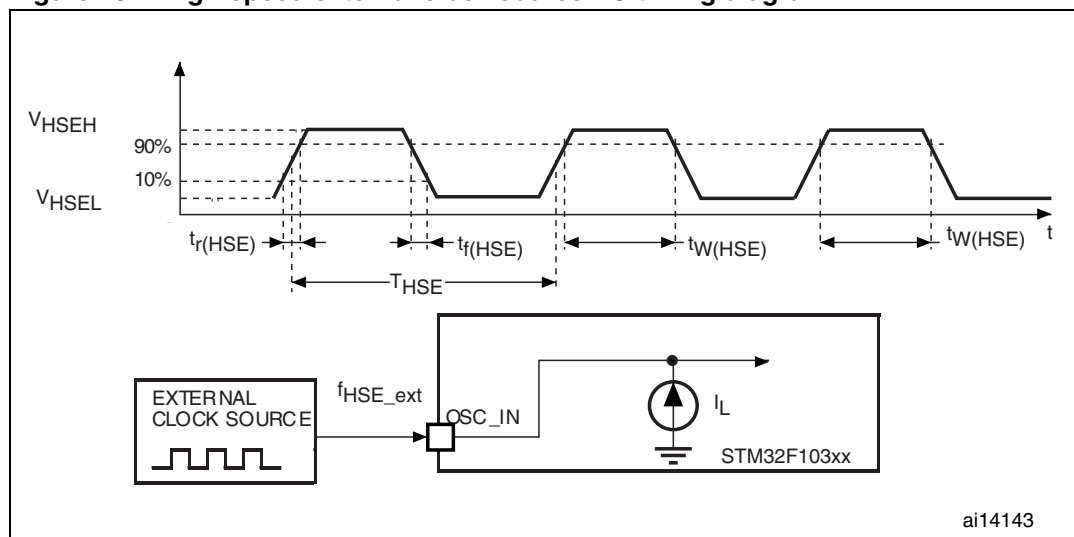 V_HSEH
90%
10%
V_HSEL
t_r(HSE)
t_f(HSE)
t_W(HSE)
t_W(HSE)
t
T_HSE
EXTERNAL
CLOCK SOURCE
f_HSE_ext
OSC_IN
I_L
STM32F103xx
ai14143